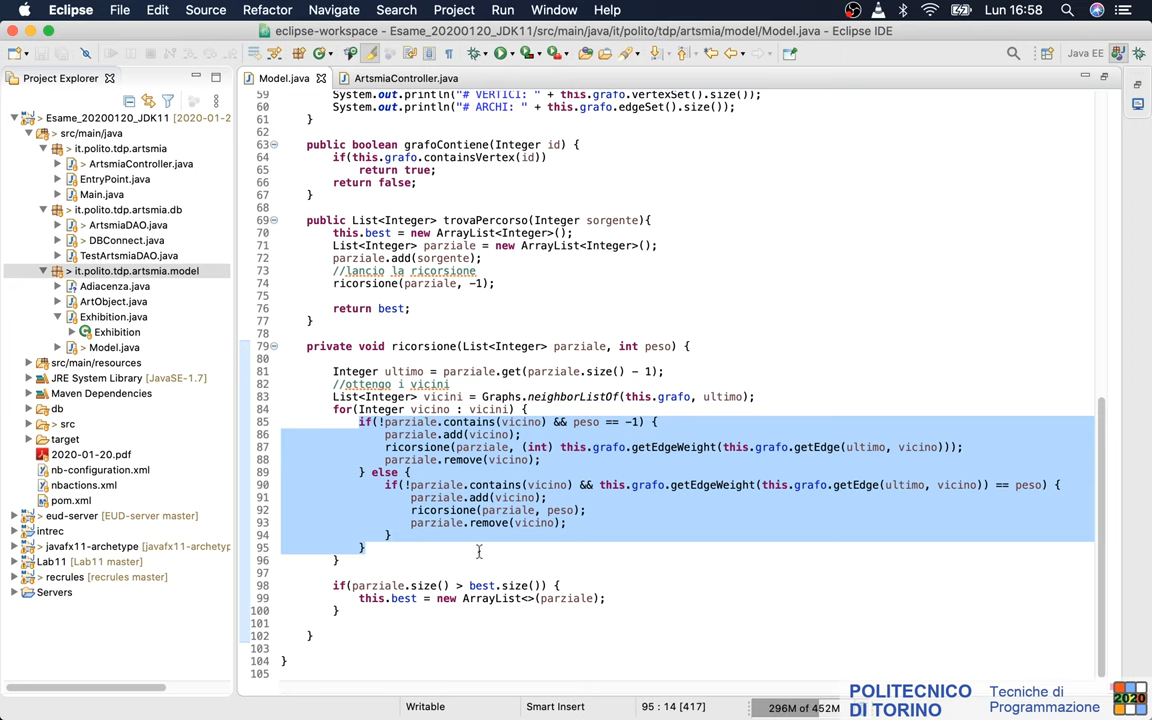 Eclipse File Edit Source Refactor Navigate Search Project Run Window Help Lun 16:58
eclipse-workspace - Esame_20200120_JDK11/src/main/java/it/polito/tdp/artsmia/model/Model.java - Eclipse IDE
Java EE
Project Explorer
Model.java ArtsmiaController.java
> Esame_20200120_JDK11 [2020-01-2
> src/main/java
> it.polito.tdp.artsmia
> ArtsmiaController.java
EntryPoint.java
Main.java
> it.polito.tdp.artsmia.db
> ArtsmiaDAO.java
> DBConnect.java
TestArtsmiaDAO.java
> it.polito.tdp.artsmia.model
Adiacenza.java
ArtObject.java
Exhibition.java
Exhibition
> Model.java
src/main/resources
JRE System Library [JavaSE-1.7]
Maven Dependencies
db
> src
target
2020-01-20.pdf
nb-configuration.xml
nbactions.xml
pom.xml
> eud-server [EUD-server master]
intrec
> javafx11-archetype [javafx11-archetyp
Lab11 [Lab11 master]
> recrules [recrules master]
Servers
59 System.out.println("# VERTICI: " + this.grafo.vertexSet().size());
60 System.out.println("# ARCHI: " + this.grafo.edgeSet().size());
61 }
62
63 public boolean grafoContiene(Integer id) {
64 if(this.grafo.containsVertex(id))
65 return true;
66 return false;
67 }
68
69 public List<Integer> trovaPercorso(Integer sorgente){
70 this.best = new ArrayList<Integer>();
71 List<Integer> parziale = new ArrayList<Integer>();
72 parziale.add(sorgente);
73 //lancio la ricorsione
74 ricorsione(parziale, -1);
75
76 return best;
77 }
78
79 private void ricorsione(List<Integer> parziale, int peso) {
80
81 Integer ultimo = parziale.get(parziale.size() - 1);
82 //ottengo i vicini
83 List<Integer> vicini = Graphs.neighborListOf(this.grafo, ultimo);
84 for(Integer vicino : vicini) {
85 if(!parziale.contains(vicino) && peso == -1) {
86 parziale.add(vicino);
87 ricorsione(parziale, (int) this.grafo.getEdgeWeight(this.grafo.getEdge(ultimo, vicino)));
88 parziale.remove(vicino);
89 } else {
90 if(!parziale.contains(vicino) && this.grafo.getEdgeWeight(this.grafo.getEdge(ultimo, vicino)) == peso) {
91 parziale.add(vicino);
92 ricorsione(parziale, peso);
93 parziale.remove(vicino);
94 }
95 }
96 }
97
98 if(parziale.size() > best.size()) {
99 this.best = new ArrayList<>(parziale);
100 }
101
102 }
103
104 }
105
Writable Smart Insert 95 : 14 [417] 296M of 452M
POLITECNICO
DI TORINO
Tecniche di
Programmazione
2020